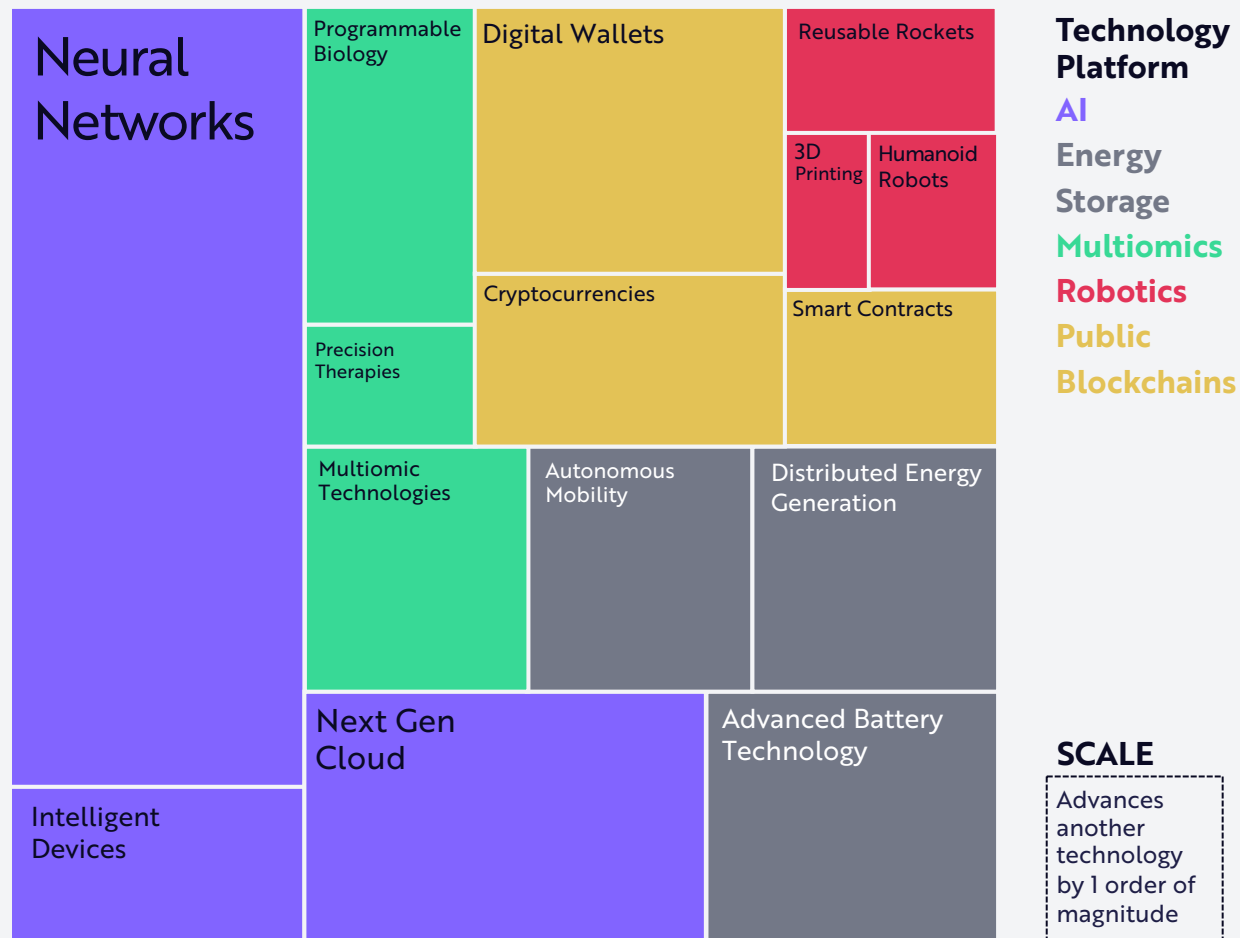 Neural
Networks
Programmable
Biology
Digital Wallets
Reusable Rockets
3D
Printing
Humanoid
Robots
Cryptocurrencies
Smart Contracts
Precision
Therapies
Multiomic
Technologies
Autonomous
Mobility
Distributed Energy
Generation
Next Gen
Cloud
Advanced Battery
Technology
Intelligent
Devices
Technology
Platform
AI
Energy
Storage
Multiomics
Robotics
Public
Blockchains
SCALE
Advances
another
technology
by 1 order of
magnitude